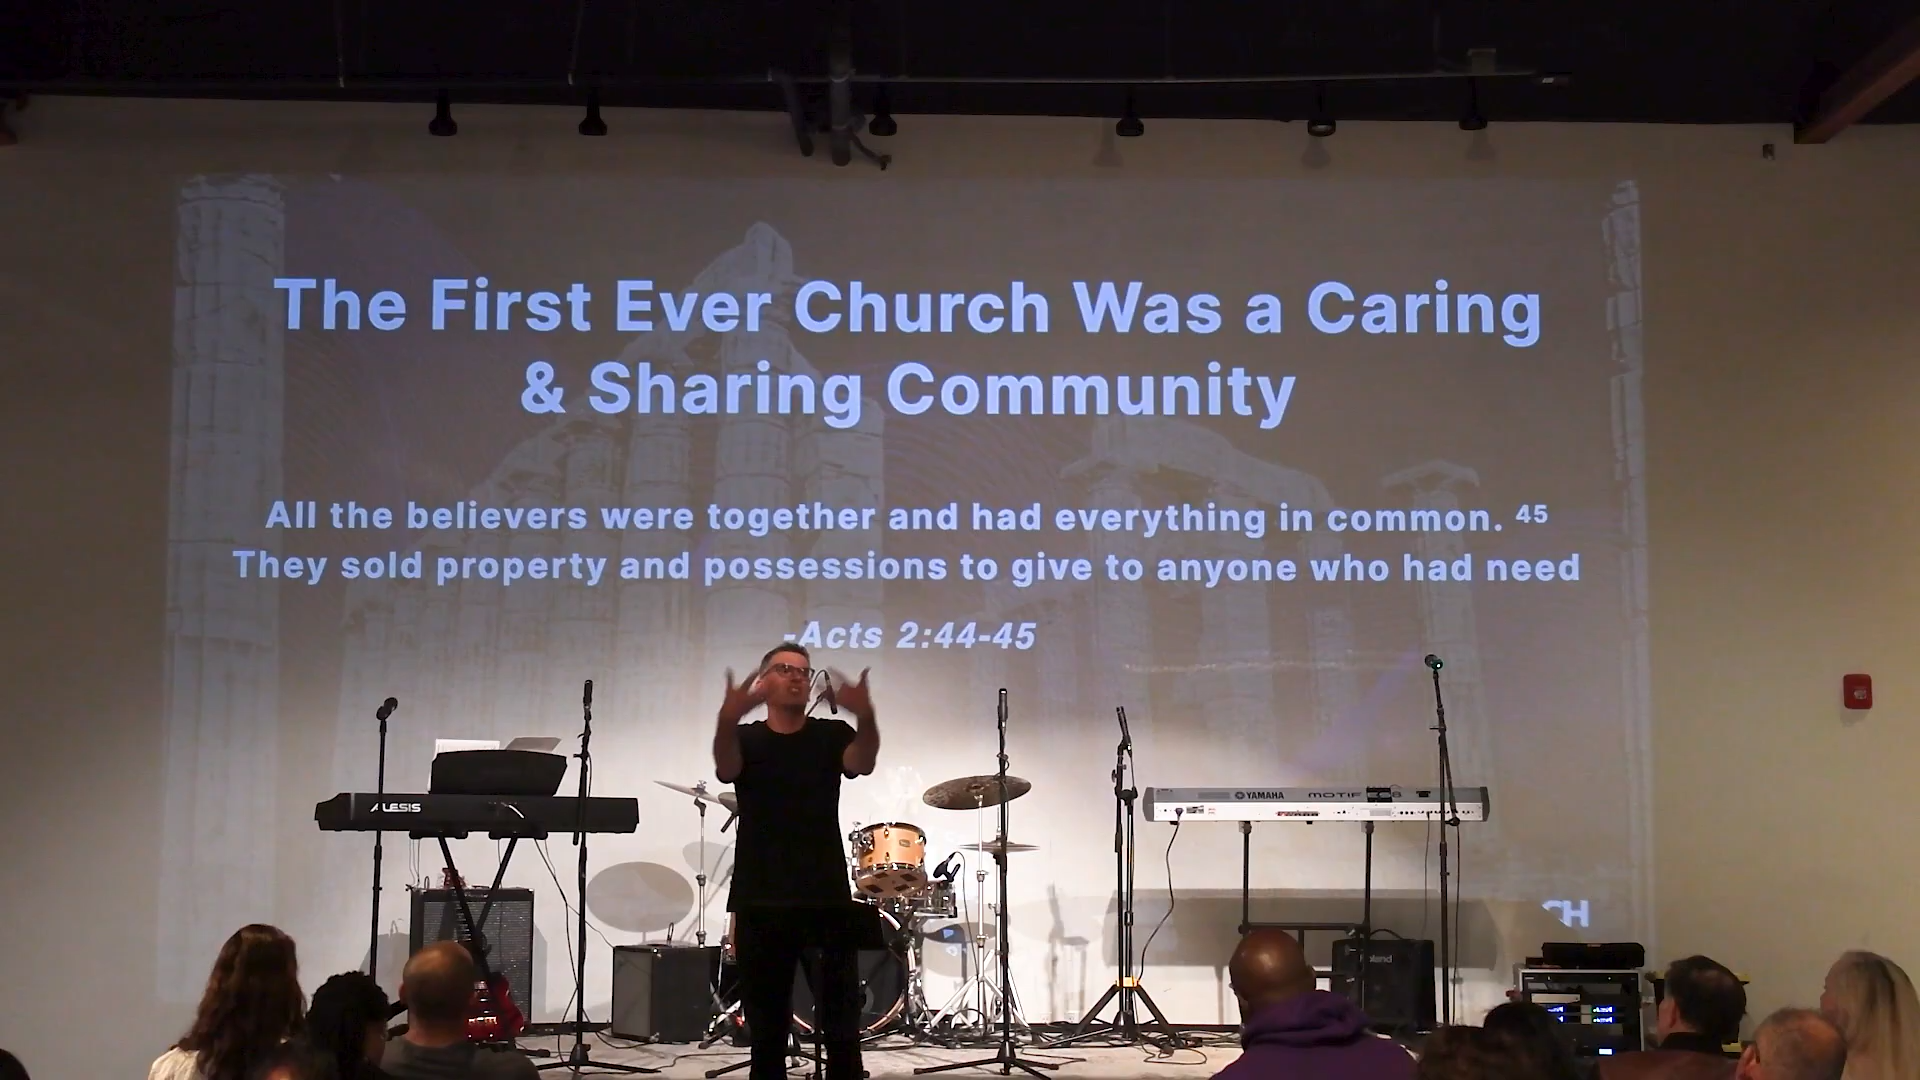 The First Ever Church Was a Caring
& Sharing Community
All the believers were together and had everything in common. 45
They sold property and possessions to give to anyone who had need
-Acts 2:44-45
ALESIS
YAMAHA MOTIF ES8
CH
Roland